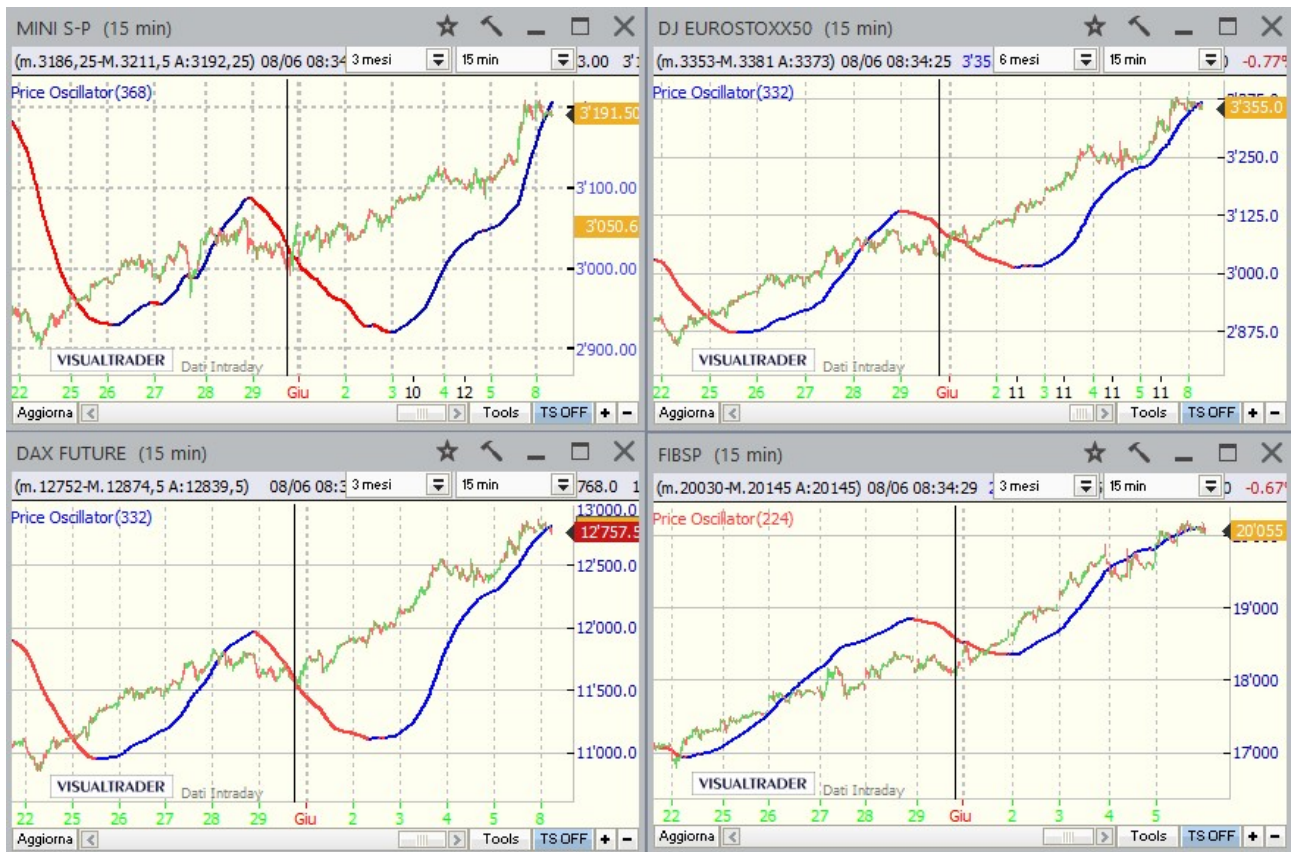 MINI S-P (15 min)
(m.3186,25-M.3211,5 A:3192,25) 08/06 08:34 3 mesi 15 min 3.00
Price Oscillator(368)
3'191.50
3'100.00
3'050.6
3'000.00
2'900.00
VISUALTRADER Dati Intraday
22 25 26 27 28 29 Giu 2 3 10 4 12 5 8
Aggiorna Tools TS OFF + -
DJ EUROSTOXX50 (15 min)
(m.3353-M.3381 A:3373) 08/06 08:34:25 3'35 6 mesi 15 min -0.77%
Price Oscillator(332)
3'355.0
3'250.0
3'125.0
3'000.0
2'875.0
VISUALTRADER Dati Intraday
22 25 26 27 28 29 Giu 2 11 3 11 4 11 5 11 8
Aggiorna Tools TS OFF + -
DAX FUTURE (15 min)
(m.12752-M.12874,5 A:12839,5) 08/06 08:3 3 mesi 15 min 768.0 1
Price Oscillator(332)
13'000.0
12'757.5
12'500.0
12'000.0
11'500.0
11'000.0
VISUALTRADER Dati Intraday
22 25 26 27 28 29 Giu 2 3 4 5 8
Aggiorna Tools TS OFF + -
FIBSP (15 min)
(m.20030-M.20145 A:20145) 08/06 08:34:29 3 mesi 15 min -0.67%
Price Oscillator(224)
20'055
19'000
18'000
17'000
VISUALTRADER Dati Intraday
22 25 26 27 28 29 Giu 2 3 4 5
Aggiorna Tools TS OFF + -